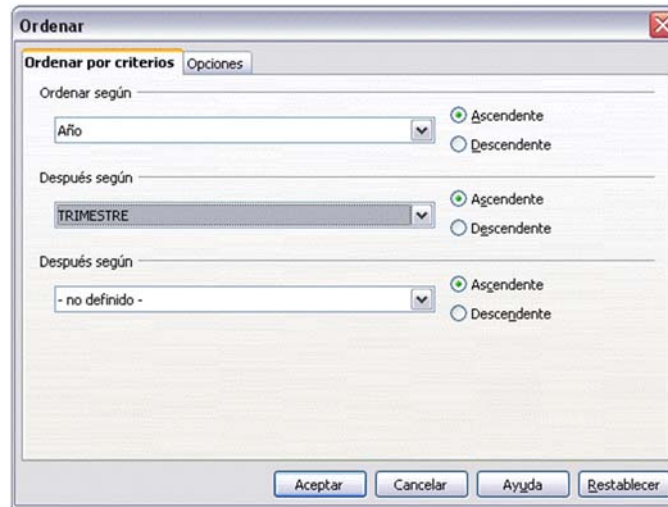 Ordenar
Ordenar por criterios Opciones
Ordenar según
Año
Ascendente
Descendente
Después según
TRIMESTRE
Ascendente
Descendente
Después según
- no definido -
Ascendente
Descendente
Aceptar Cancelar Ayuda Restablecer